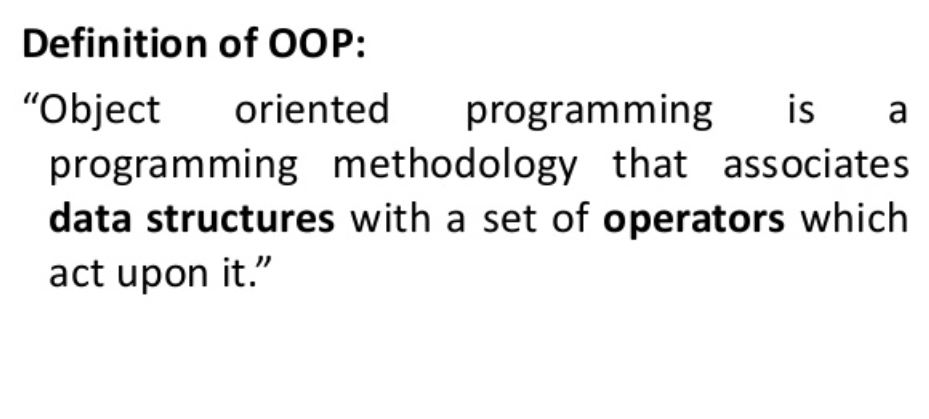 Definition of OOP:
“Object oriented programming is a
programming methodology that associates
data structures with a set of operators which
act upon it.”